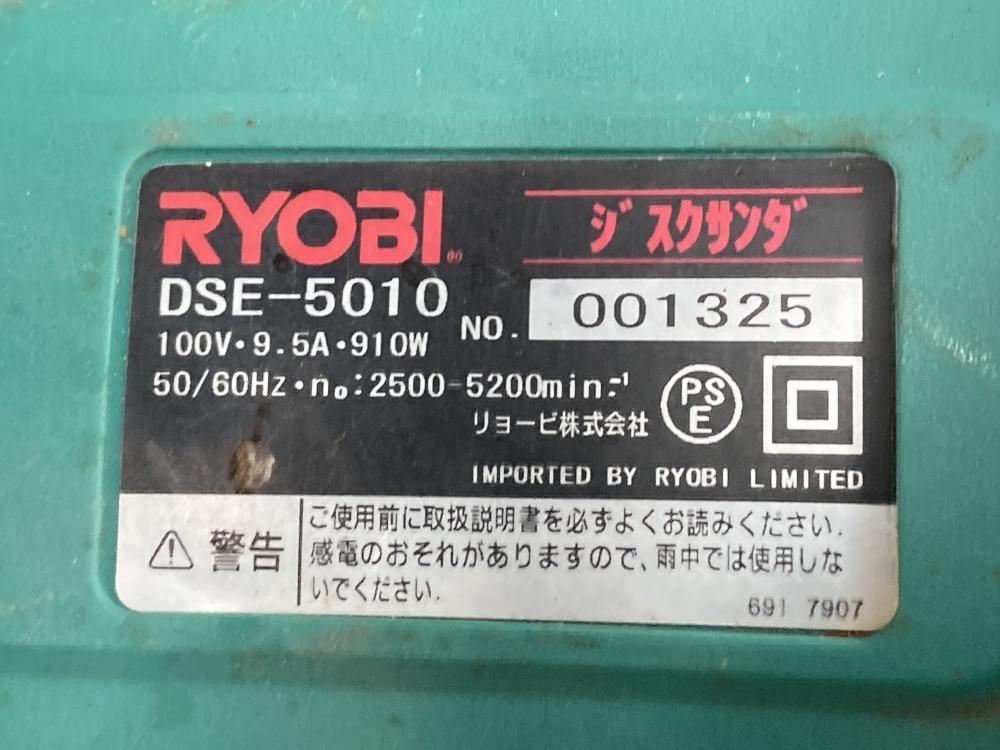 RYOBI®
ジスクサンダ
DSE-5010
NO. 001325
100V・9.5A・910W
50/60Hz・n₀:2500-5200min.⁻¹
リョービ株式会社
PS
E
IMPORTED BY RYOBI LIMITED
警告
ご使用前に取扱説明書を必ずよくお読みください.
感電のおそれがありますので、雨中では使用しな
いでください.
691 7907